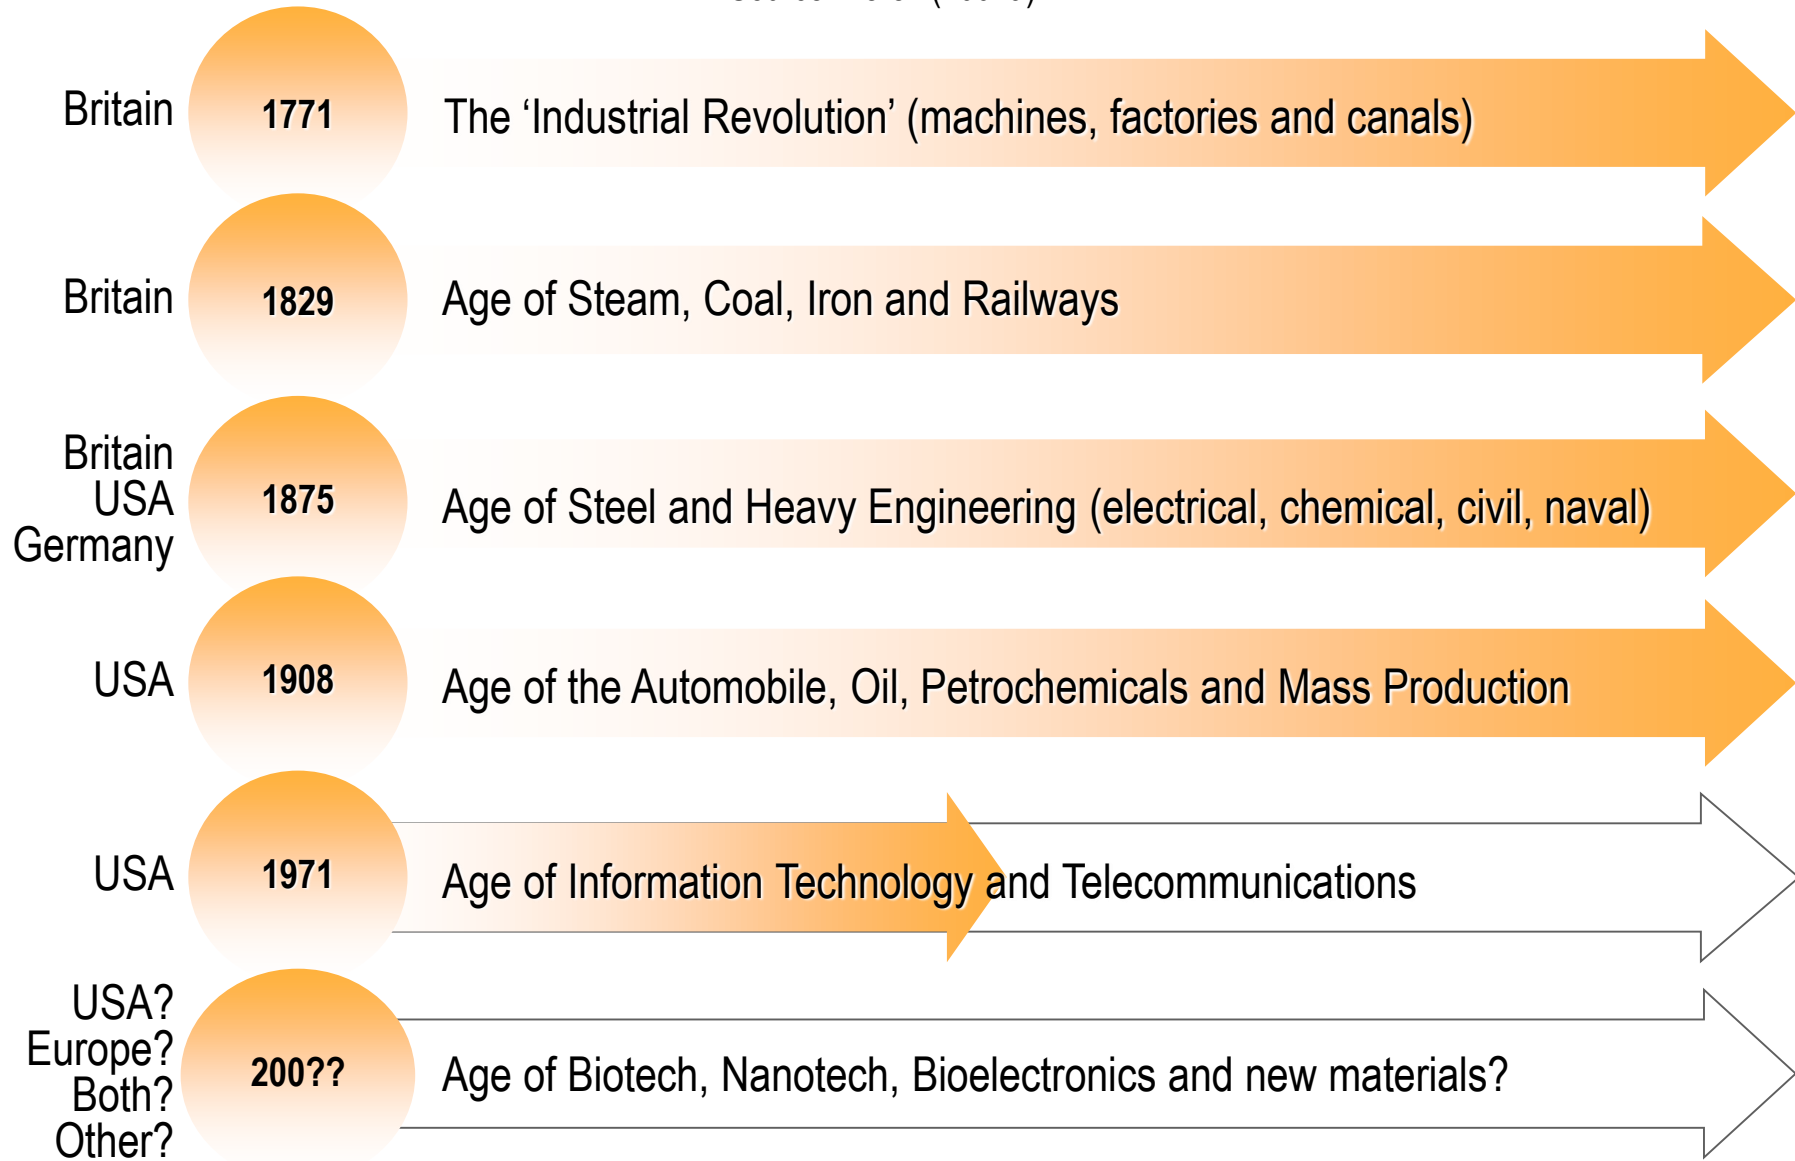 Britain
1771
The ‘Industrial Revolution’ (machines, factories and canals)
Britain
1829
Age of Steam, Coal, Iron and Railways
Britain
USA
Germany
1875
Age of Steel and Heavy Engineering (electrical, chemical, civil, naval)
USA
1908
Age of the Automobile, Oil, Petrochemicals and Mass Production
USA
1971
Age of Information Technology and Telecommunications
USA?
Europe?
Both?
Other?
200??
Age of Biotech, Nanotech, Bioelectronics and new materials?